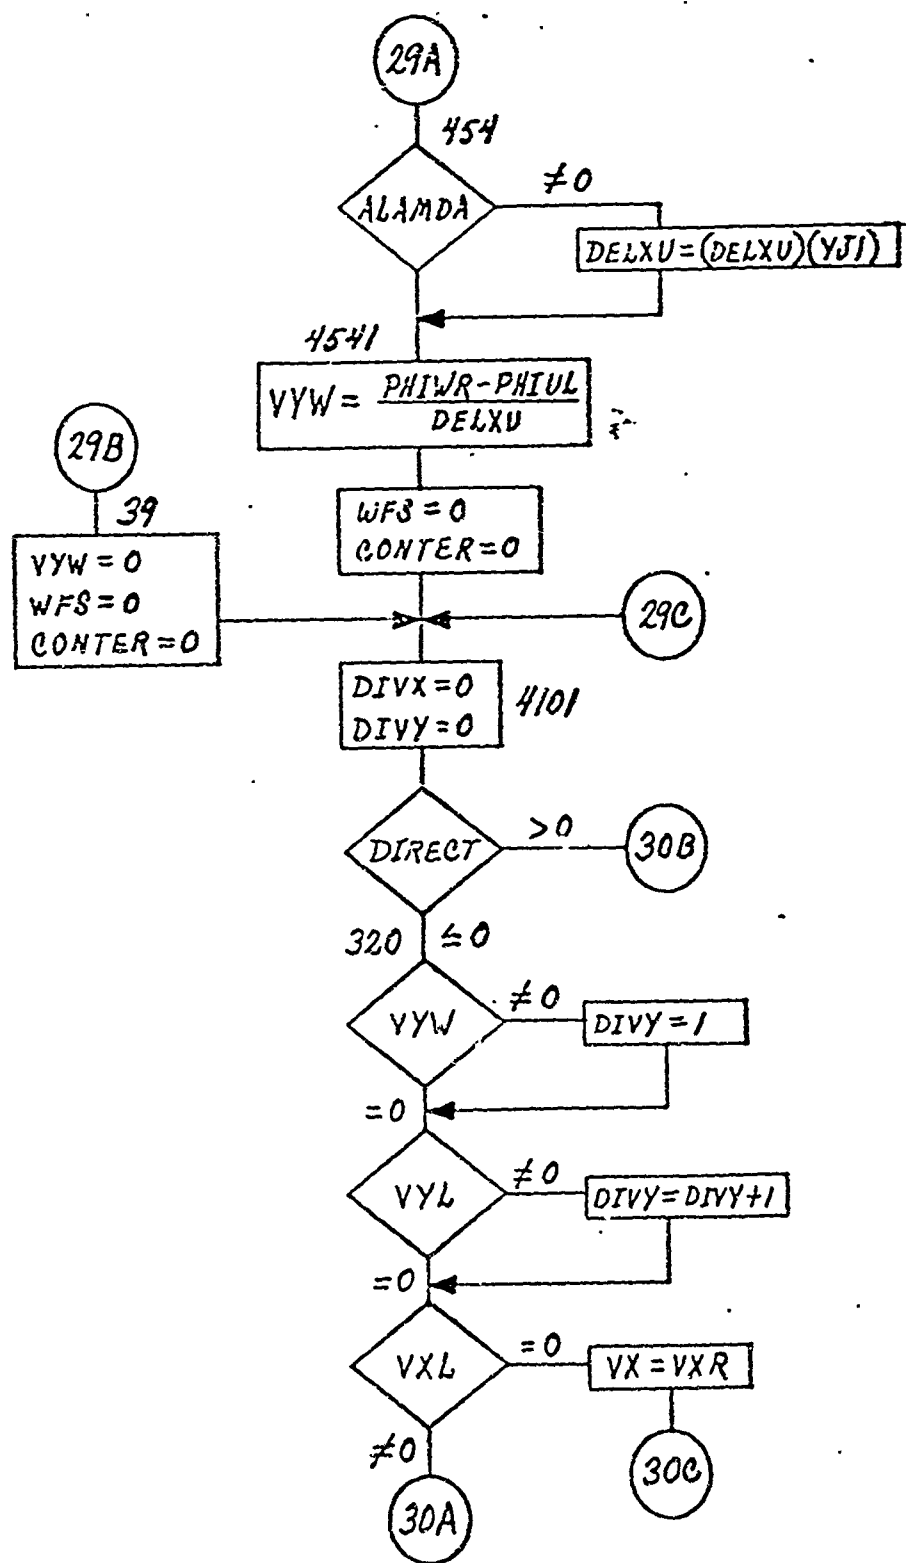 29A
454
ALAMDA
≠0
DELXU=(DELXU)(YJ1)
4541
VYW = PHIWR-PHIUL
DELXU
29B
39
VYW = 0
WFS=0
CONTER=0
WFS = 0
CONTER=0
29C
DIVX=0
DIVY=0
4101
DIRECT
>0
30B
320
≤0
VYW
≠0
DIVY = 1
=0
VYL
≠0
DIVY=DIVY+1
=0
VXL
=0
VX=VXR
≠0
30C
30A